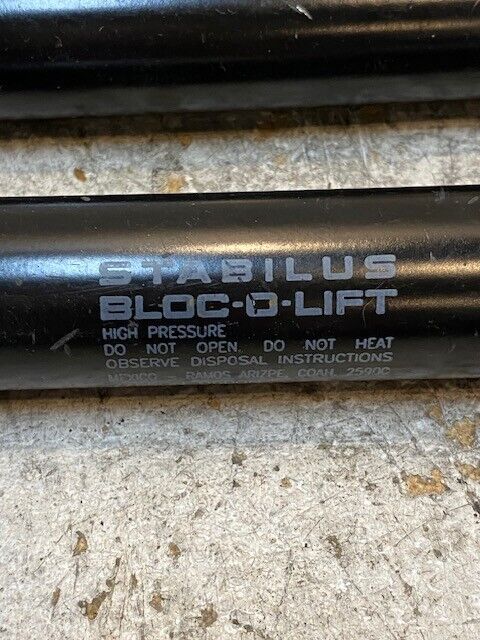 STABILUS
BLOC-O-LIFT
HIGH PRESSURE
DO NOT OPEN. DO NOT HEAT
OBSERVE DISPOSAL INSTRUCTIONS
MEXICO - RAMOS ARIZPE, COAH. 25900